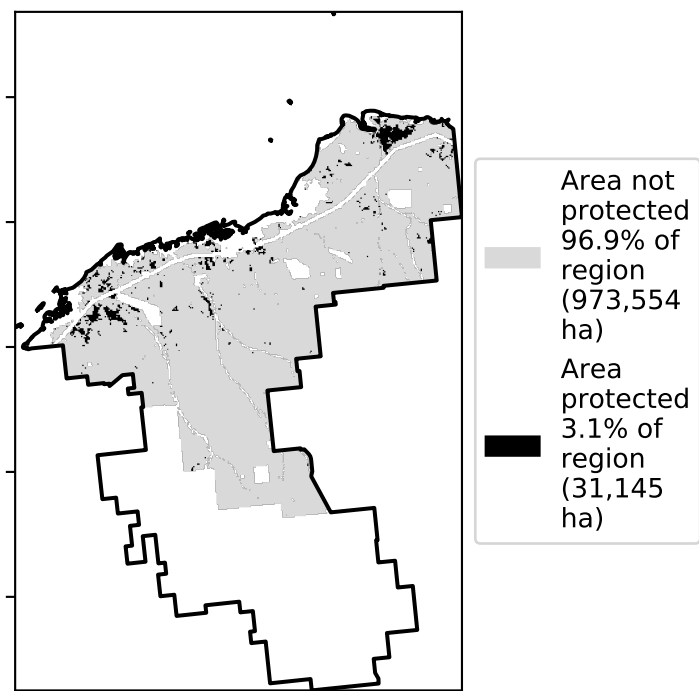 Area not
protected
96.9% of
region
(973,554
ha)
Area
protected
3.1% of
region
(31,145
ha)